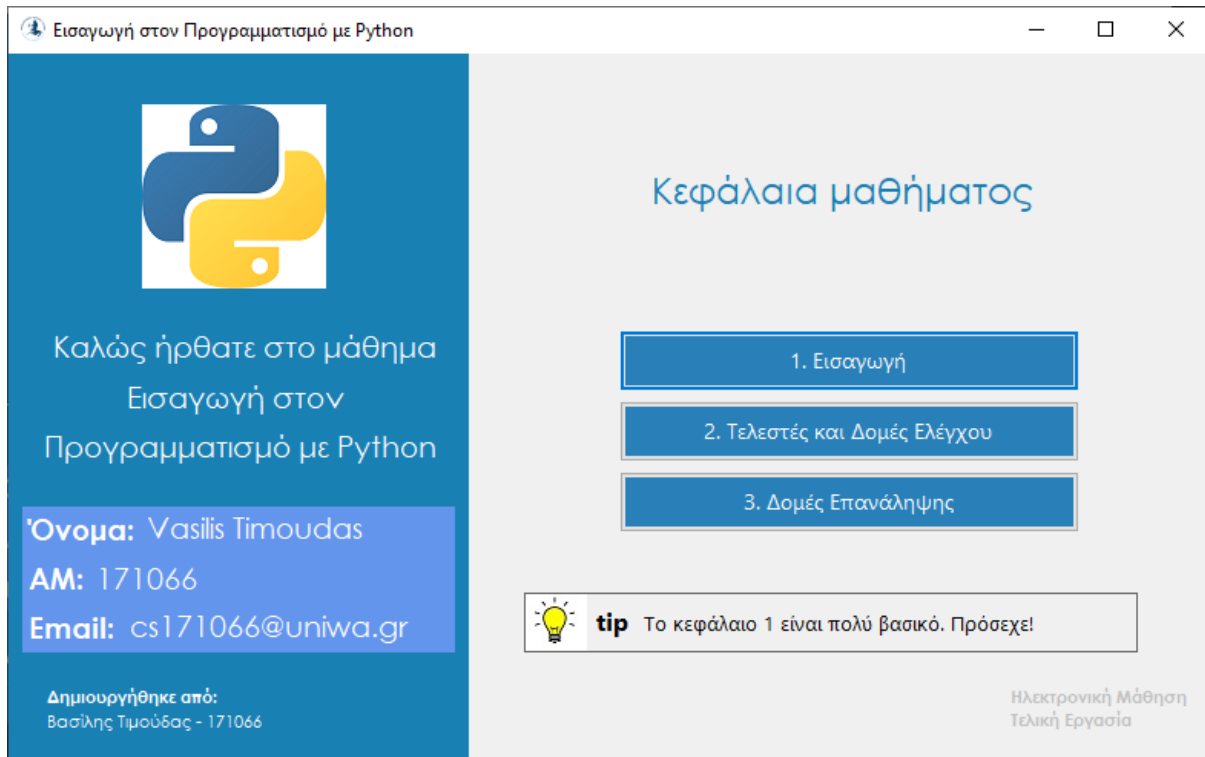 Εισαγωγή στον Προγραμματισμό με Python
Καλώς ήρθατε στο μάθημα
Εισαγωγή στον
Προγραμματισμό με Python
Όνομα: Vasilis Timoudas
ΑΜ: 171066
Email: cs171066@uniwa.gr
Δημιουργήθηκε από:
Βασίλης Τιμούδας - 171066
Κεφάλαια μαθήματος
1. Εισαγωγή
2. Τελεστές και Δομές Ελέγχου
3. Δομές Επανάληψης
tip Το κεφάλαιο 1 είναι πολύ βασικό. Πρόσεχε!
Ηλεκτρονική Μάθηση
Τελική Εργασία